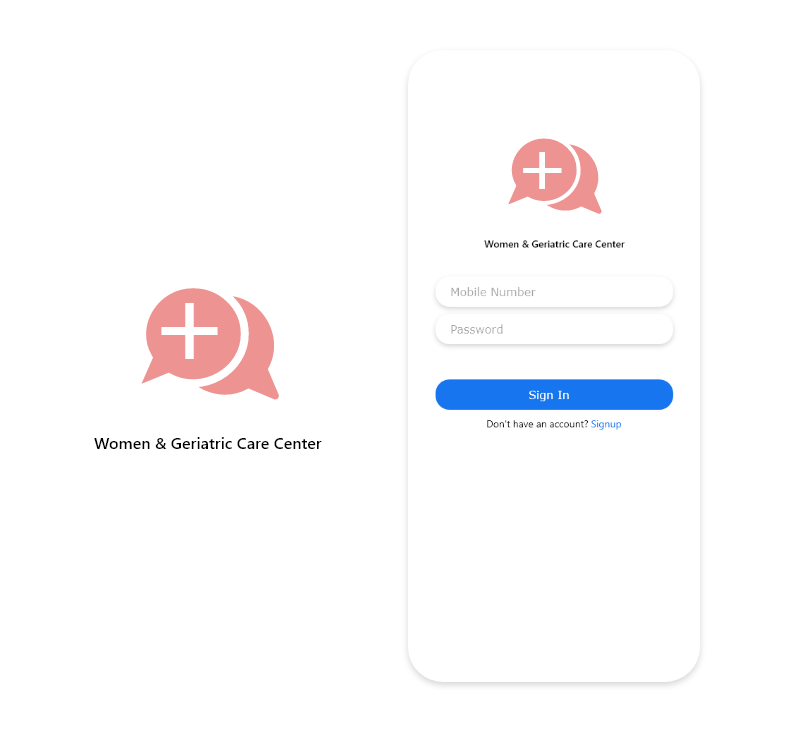 Women & Geriatric Care Center
Women & Geriatric Care Center
Mobile Number
Password
Sign In
Don't have an account? Signup